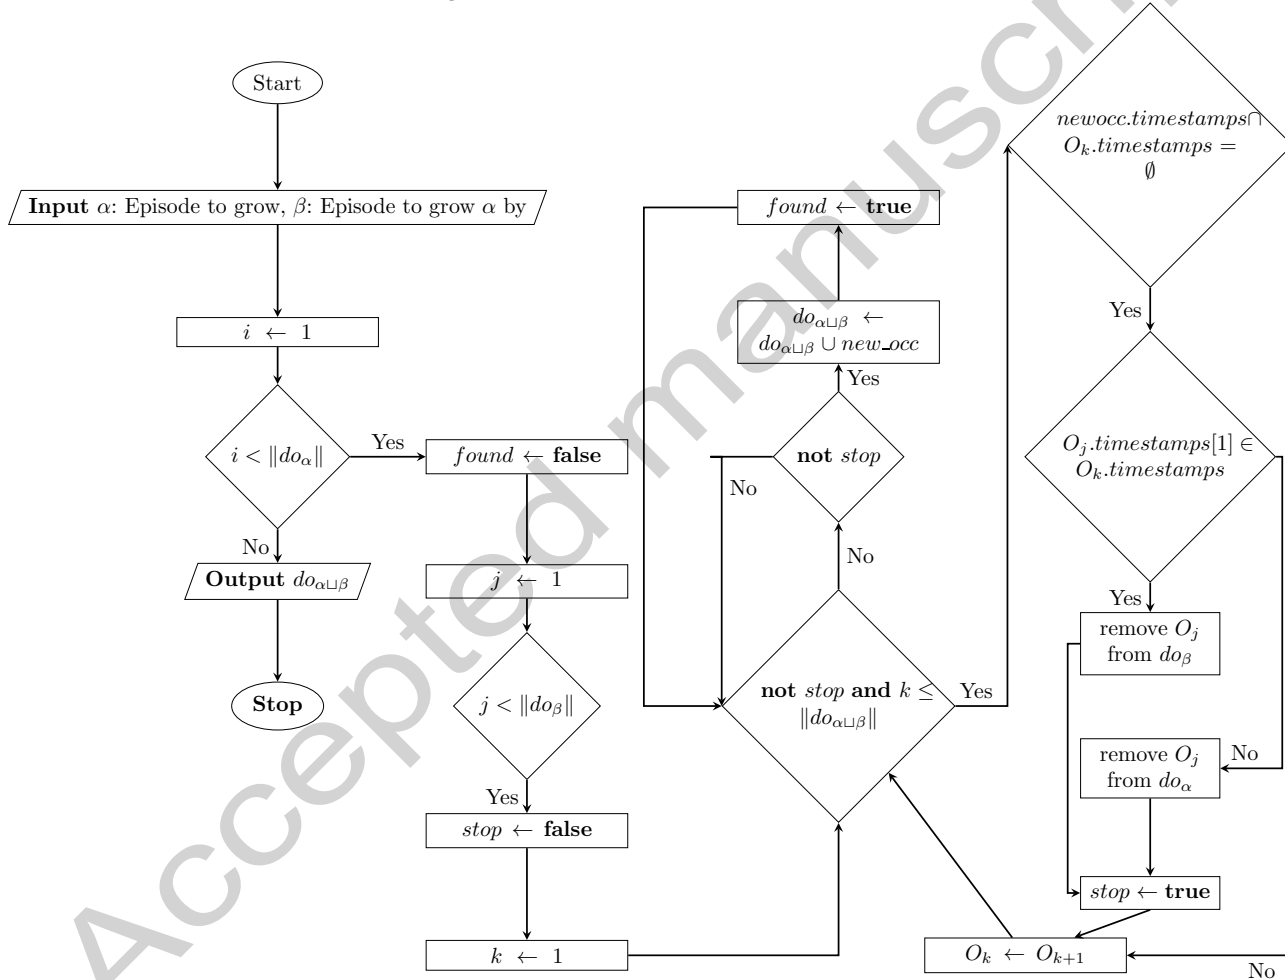 Start
Input α: Episode to grow, β: Episode to grow α by
i ← 1
i < ‖do_α‖
Yes
No
Output do_{α⊔β}
Stop
found ← false
j ← 1
j < ‖do_β‖
Yes
stop ← false
k ← 1
found ← true
do_{α⊔β} ←
do_{α⊔β} ∪ new_occ
Yes
not stop
No
No
not stop and k ≤
‖do_{α⊔β}‖
Yes
newocc.timestamps∩
O_k.timestamps =
∅
Yes
O_j.timestamps[1] ∈
O_k.timestamps
Yes
remove O_j
from do_β
No
remove O_j
from do_α
stop ← true
O_k ← O_{k+1}
No
Accepted manuscrip